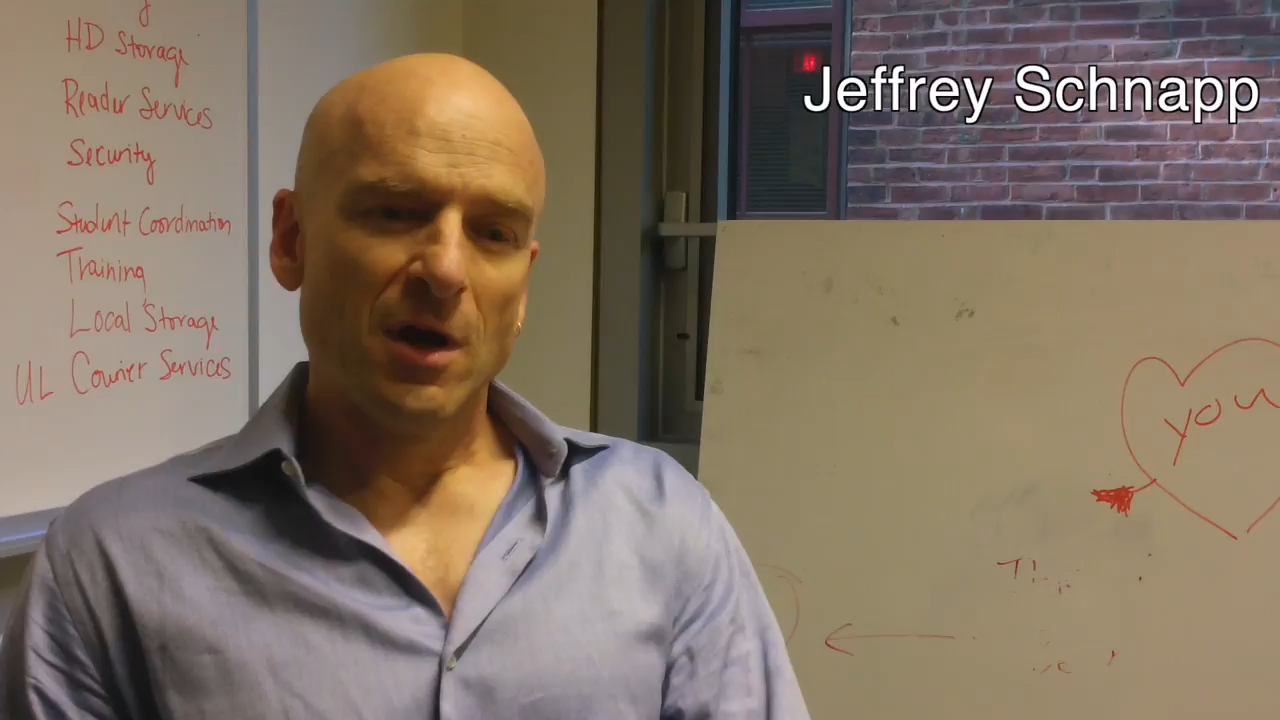 HD Storage
Reader Services
Security
Student Coordination
Training
Local Storage
UL Courier Services
Jeffrey Schnapp
you